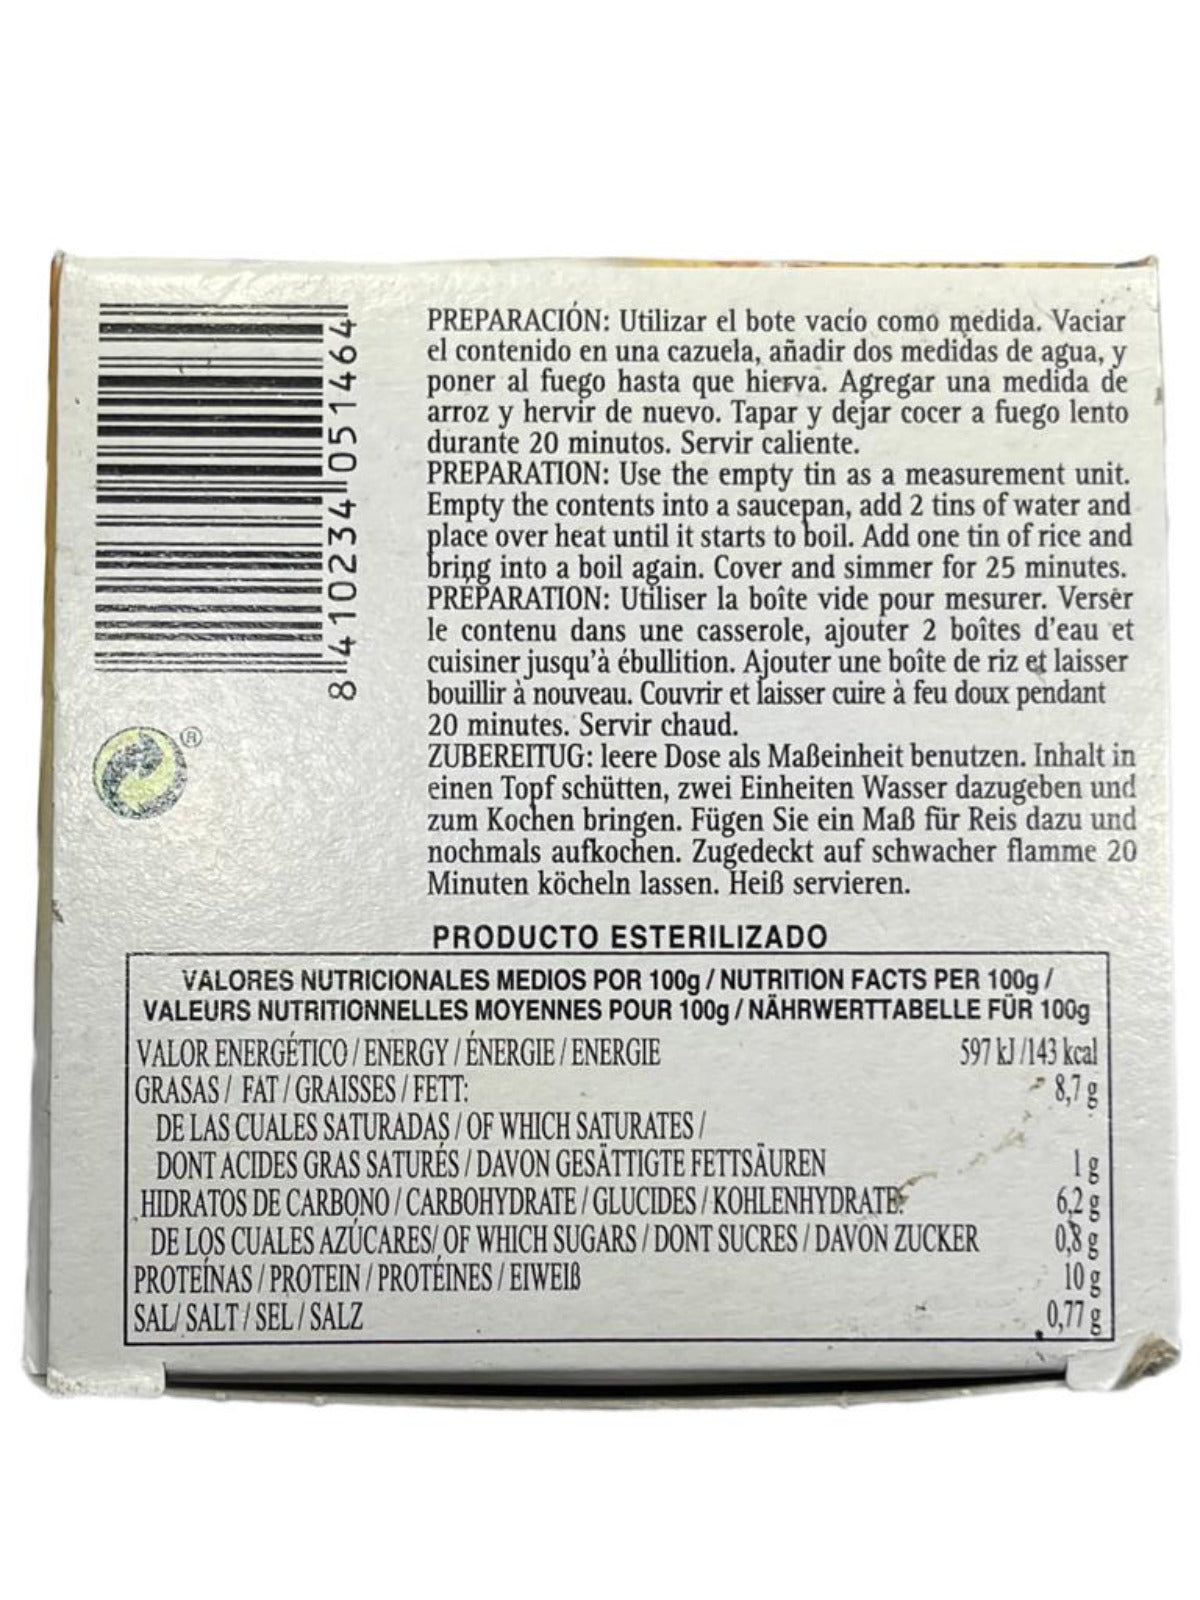 8 410234 051464
®
PREPARACIÓN: Utilizar el bote vacío como medida. Vaciar
el contenido en una cazuela, añadir dos medidas de agua, y
poner al fuego hasta que hierva. Agregar una medida de
arroz y hervir de nuevo. Tapar y dejar cocer a fuego lento
durante 20 minutos. Servir caliente.
PREPARATION: Use the empty tin as a measurement unit.
Empty the contents into a saucepan, add 2 tins of water and
place over heat until it starts to boil. Add one tin of rice and
bring into a boil again. Cover and simmer for 25 minutes.
PRÉPARATION: Utiliser la boîte vide pour mesurer. Verser
le contenu dans une casserole, ajouter 2 boîtes d'eau et
cuisiner jusqu'à ébullition. Ajouter une boîte de riz et laisser
bouillir à nouveau. Couvrir et laisser cuire à feu doux pendant
20 minutes. Servir chaud.
ZUBEREITUG: leere Dose als Maßeinheit benutzen. Inhalt in
einen Topf schütten, zwei Einheiten Wasser dazugeben und
zum Kochen bringen. Fügen Sie ein Maß für Reis dazu und
nochmals aufkochen. Zugedeckt auf schwacher flamme 20
Minuten köcheln lassen. Heiß servieren.
PRODUCTO ESTERILIZADO
VALORES NUTRICIONALES MEDIOS POR 100g / NUTRITION FACTS PER 100g /
VALEURS NUTRITIONNELLES MOYENNES POUR 100g / NÄHRWERTTABELLE FÜR 100g
VALOR ENERGÉTICO / ENERGY / ÉNERGIE / ENERGIE 597 kJ /143 kcal
GRASAS / FAT / GRAISSES / FETT: 8,7 g
DE LAS CUALES SATURADAS / OF WHICH SATURATES /
DONT ACIDES GRAS SATURÉS / DAVON GESÄTTIGTE FETTSÄUREN 1 g
HIDRATOS DE CARBONO / CARBOHYDRATE / GLUCIDES / KOHLENHYDRATE: 6,2 g
DE LOS CUALES AZÚCARES/ OF WHICH SUGARS / DONT SUCRES / DAVON ZUCKER 0,8 g
PROTEÍNAS / PROTEIN / PROTÉINES / EIWEIß 10 g
SAL/ SALT / SEL / SALZ 0,77 g